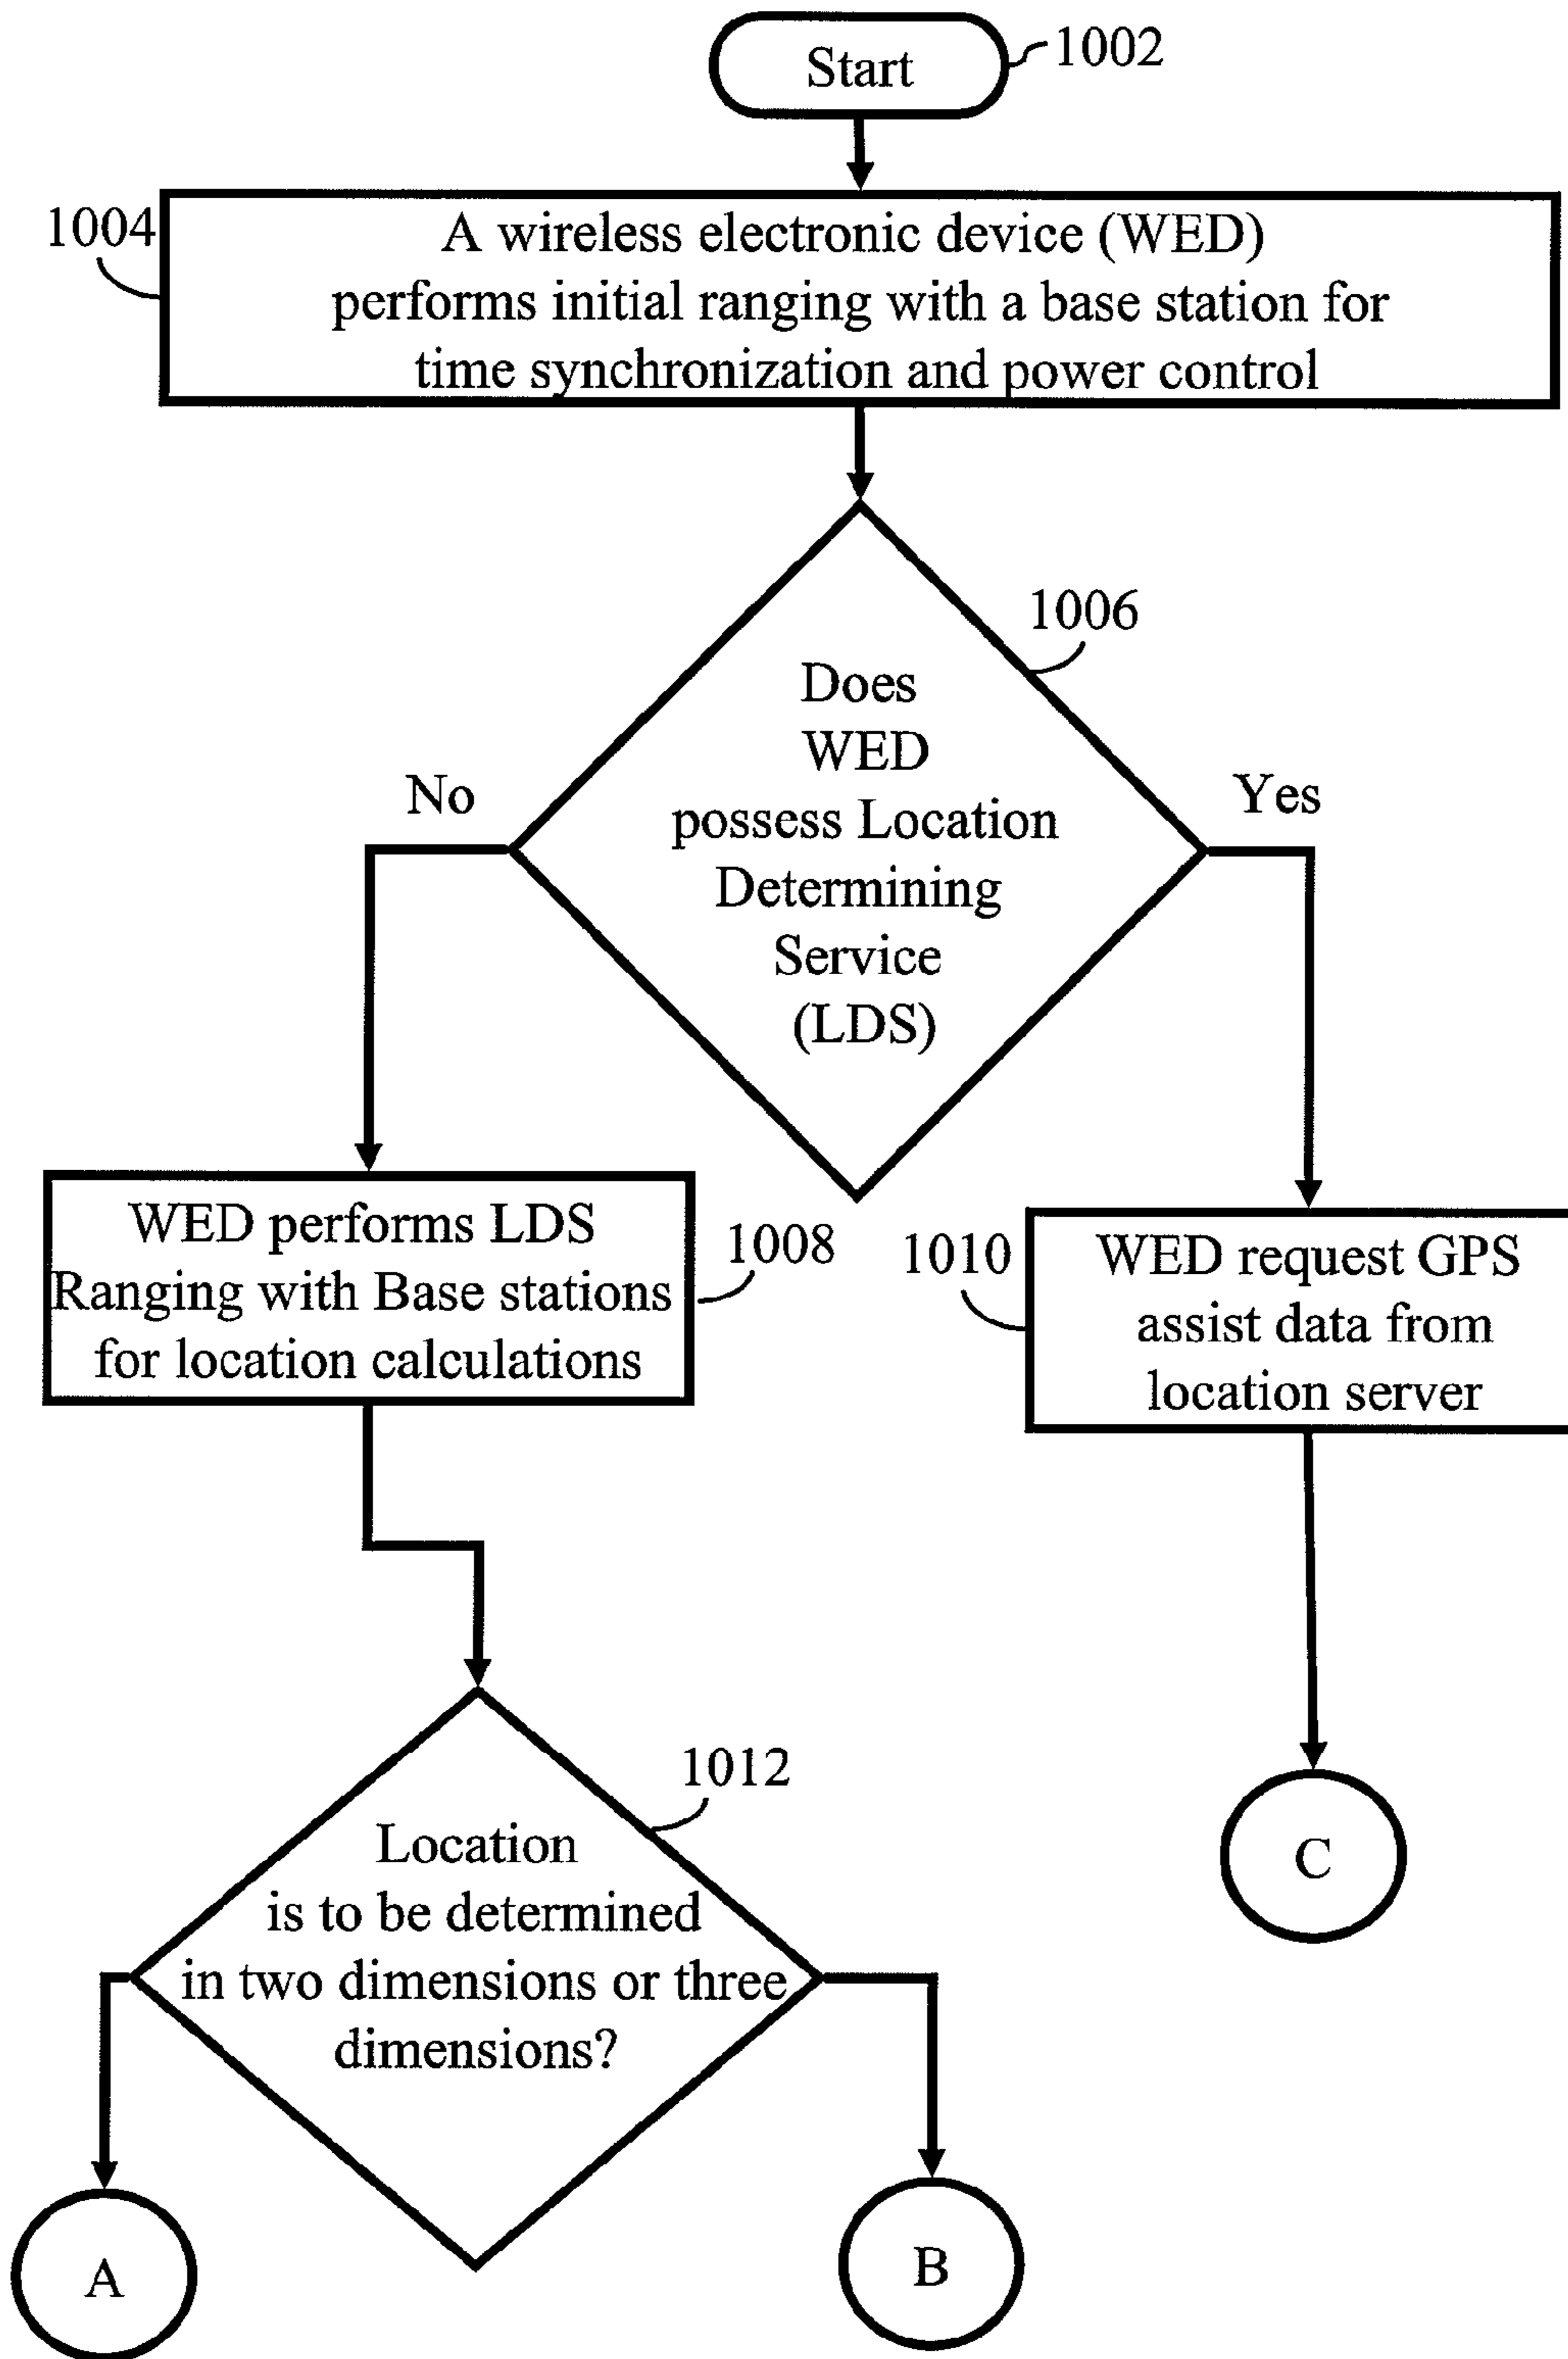 Start
1002
1004
A wireless electronic device (WED)
performs initial ranging with a base station for
time synchronization and power control
1006
Does
WED
possess Location
Determining
Service
(LDS)
No
Yes
WED performs LDS
Ranging with Base stations
for location calculations
1008
1010
WED request GPS
assist data from
location server
1012
Location
is to be determined
in two dimensions or three
dimensions?
C
A
B